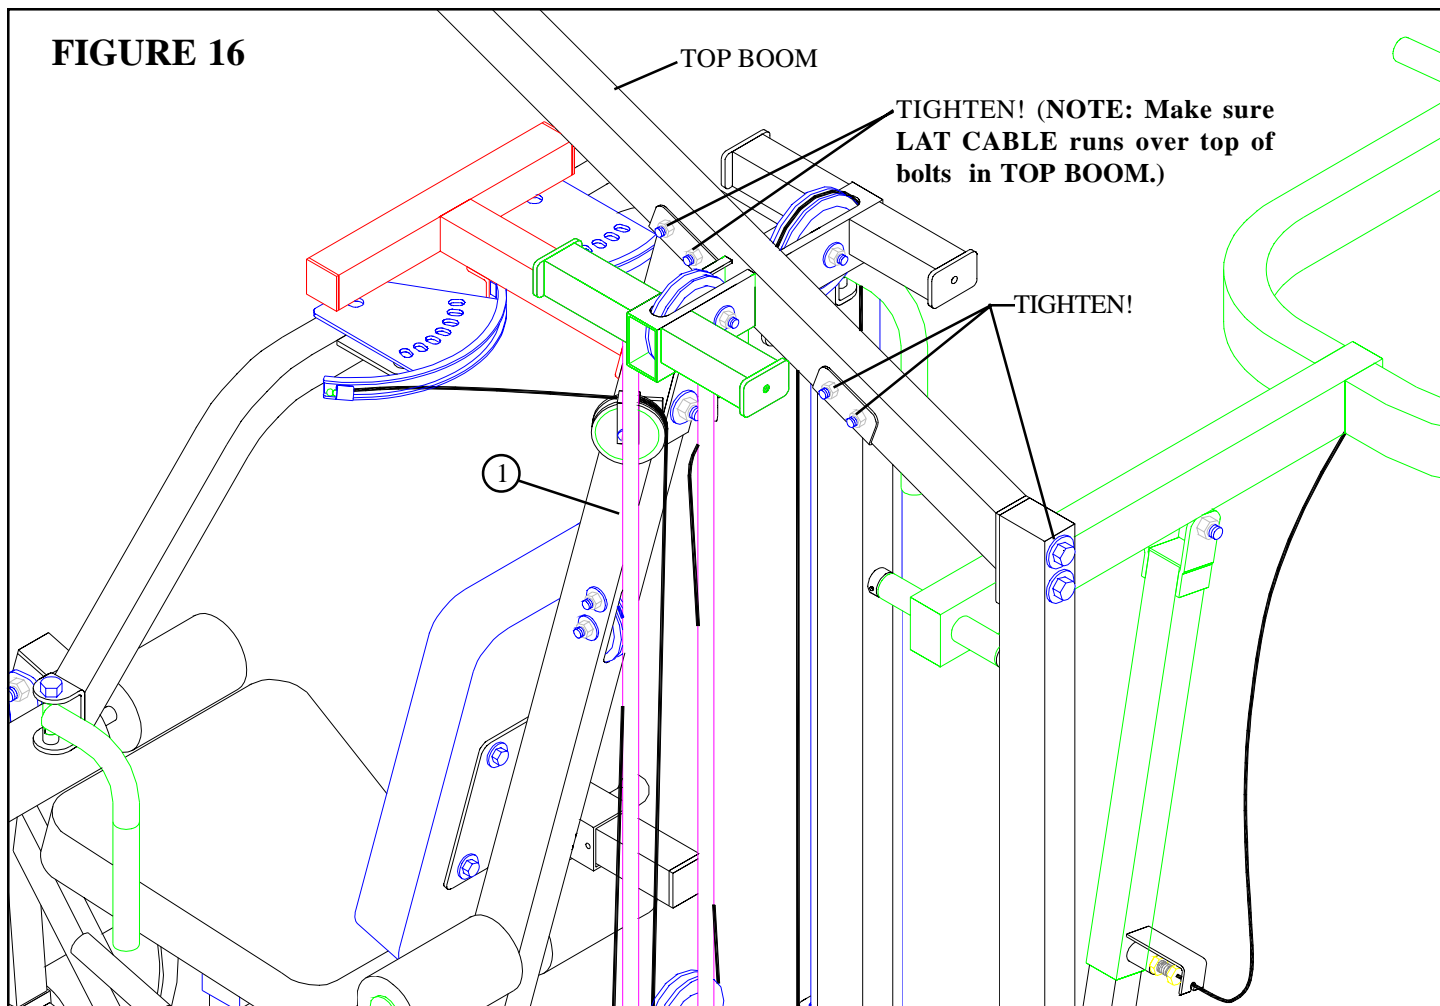 FIGURE 16
TOP BOOM
TIGHTEN! (NOTE: Make sure
LAT CABLE runs over top of
bolts in TOP BOOM.)
TIGHTEN!
1